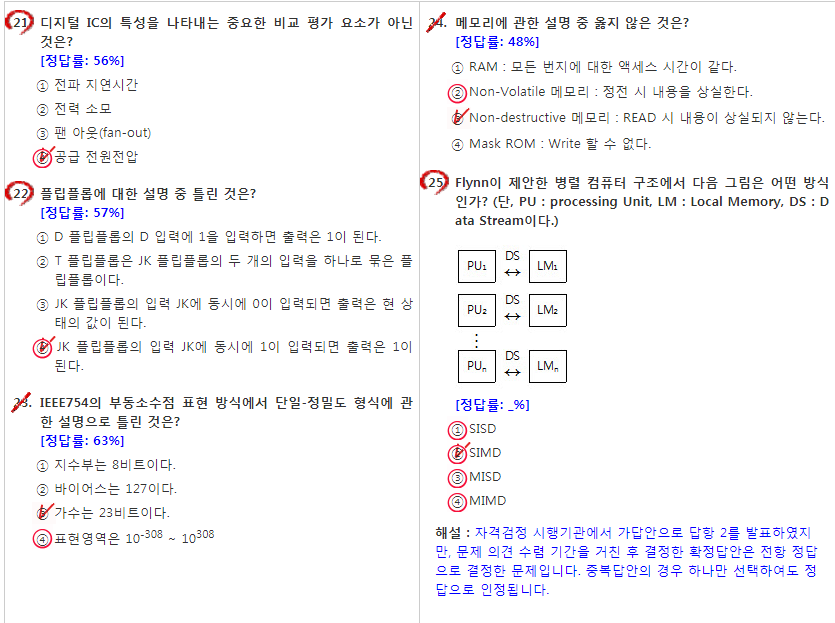 21. 디지털 IC의 특성을 나타내는 중요한 비교 평가 요소가 아닌
것은?
[정답률: 56%]
① 전파 지연시간
② 전력 소모
③ 팬 아웃(fan-out)
④ 공급 전원전압
22. 플립플롭에 대한 설명 중 틀린 것은?
[정답률: 57%]
① D 플립플롭의 D 입력에 1을 입력하면 출력은 1이 된다.
② T 플립플롭은 JK 플립플롭의 두 개의 입력을 하나로 묶은 플
립플롭이다.
③ JK 플립플롭의 입력 JK에 동시에 0이 입력되면 출력은 현 상
태의 값이 된다.
④ JK 플립플롭의 입력 JK에 동시에 1이 입력되면 출력은 1이
된다.
23. IEEE754의 부동소수점 표현 방식에서 단일-정밀도 형식에 관
한 설명으로 틀린 것은?
[정답률: 63%]
① 지수부는 8비트이다.
② 바이어스는 127이다.
③ 가수는 23비트이다.
④ 표현영역은 10-308 ~ 10308
24. 메모리에 관한 설명 중 옳지 않은 것은?
[정답률: 48%]
① RAM : 모든 번지에 대한 액세스 시간이 같다.
② Non-Volatile 메모리 : 정전 시 내용을 상실한다.
③ Non-destructive 메모리 : READ 시 내용이 상실되지 않는다.
④ Mask ROM : Write 할 수 없다.
25. Flynn이 제안한 병렬 컴퓨터 구조에서 다음 그림은 어떤 방식
인가? (단, PU : processing Unit, LM : Local Memory, DS : D
ata Stream이다.)
PU1 DS ↔ LM1
PU2 DS ↔ LM2
⋮
PUn DS ↔ LMn
[정답률: _%]
① SISD
② SIMD
③ MISD
④ MIMD
해설 : 자격검정 시행기관에서 가답안으로 답항 2를 발표하였지
만, 문제 의견 수렴 기간을 거친 후 결정한 확정답안은 전항 정답
으로 결정한 문제입니다. 중복답안의 경우 하나만 선택하여도 정
답으로 인정됩니다.